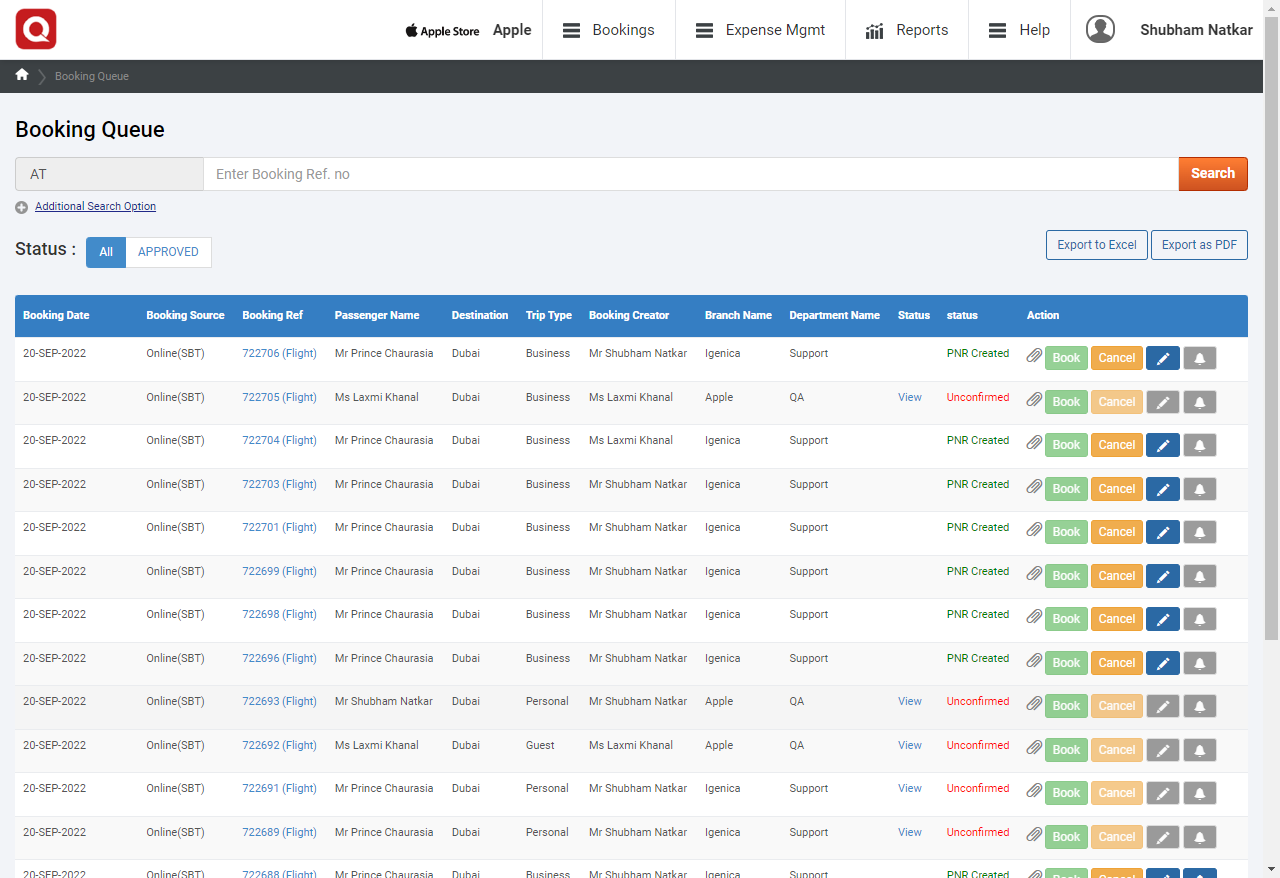 Q
Apple Store Apple Bookings Expense Mgmt Reports Help Shubham Natkar
Booking Queue
Booking Queue
AT Enter Booking Ref. no Search
Additional Search Option
Status : All APPROVED Export to Excel Export as PDF
Booking Date Booking Source Booking Ref Passenger Name Destination Trip Type Booking Creator Branch Name Department Name Status status Action
20-SEP-2022 Online(SBT) 722706 (Flight) Mr Prince Chaurasia Dubai Business Mr Shubham Natkar Igenica Support PNR Created Book Cancel
20-SEP-2022 Online(SBT) 722705 (Flight) Ms Laxmi Khanal Dubai Business Ms Laxmi Khanal Apple QA View Unconfirmed Book Cancel
20-SEP-2022 Online(SBT) 722704 (Flight) Mr Prince Chaurasia Dubai Business Ms Laxmi Khanal Igenica Support PNR Created Book Cancel
20-SEP-2022 Online(SBT) 722703 (Flight) Mr Prince Chaurasia Dubai Business Mr Shubham Natkar Igenica Support PNR Created Book Cancel
20-SEP-2022 Online(SBT) 722701 (Flight) Mr Prince Chaurasia Dubai Business Mr Shubham Natkar Igenica Support PNR Created Book Cancel
20-SEP-2022 Online(SBT) 722699 (Flight) Mr Prince Chaurasia Dubai Business Mr Shubham Natkar Igenica Support PNR Created Book Cancel
20-SEP-2022 Online(SBT) 722698 (Flight) Mr Prince Chaurasia Dubai Business Mr Shubham Natkar Igenica Support PNR Created Book Cancel
20-SEP-2022 Online(SBT) 722696 (Flight) Mr Prince Chaurasia Dubai Business Mr Shubham Natkar Igenica Support PNR Created Book Cancel
20-SEP-2022 Online(SBT) 722693 (Flight) Mr Shubham Natkar Dubai Personal Mr Shubham Natkar Apple QA View Unconfirmed Book Cancel
20-SEP-2022 Online(SBT) 722692 (Flight) Ms Laxmi Khanal Dubai Guest Ms Laxmi Khanal Apple QA View Unconfirmed Book Cancel
20-SEP-2022 Online(SBT) 722691 (Flight) Mr Prince Chaurasia Dubai Personal Mr Shubham Natkar Igenica Support View Unconfirmed Book Cancel
20-SEP-2022 Online(SBT) 722689 (Flight) Mr Prince Chaurasia Dubai Personal Mr Shubham Natkar Igenica Support View Unconfirmed Book Cancel
20-SEP-2022 Online(SBT) 722688 (Flight) Mr Prince Chaurasia Dubai Business Mr Shubham Natkar Igenica Support PNR Created Book Cancel